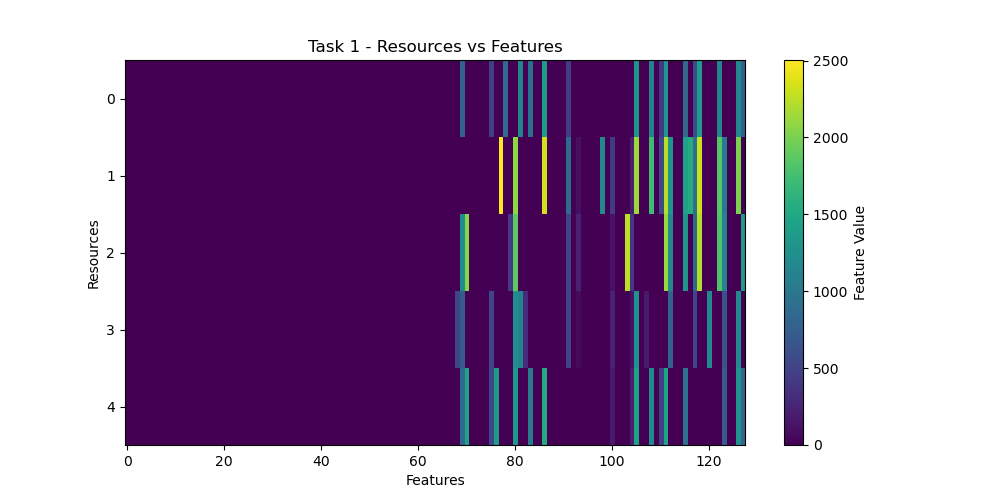 Task 1 - Resources vs Features
Resources
0
1
2
3
4
0 20 40 60 80 100 120
Features
2500
2000
1500
1000
500
0
Feature Value